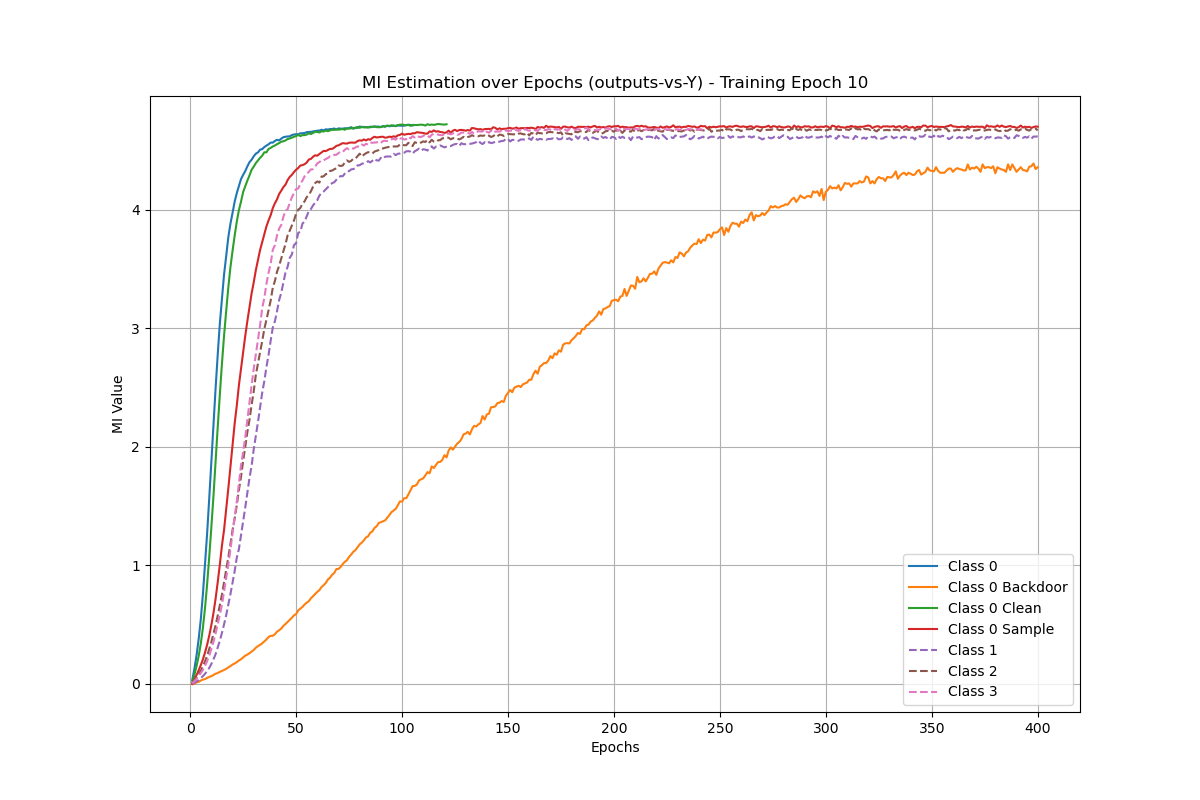 MI Estimation over Epochs (outputs-vs-Y) - Training Epoch 10
MI Value
4
3
2
1
0
0 50 100 150 200 250 300 350 400
Epochs
Class 0
Class 0 Backdoor
Class 0 Clean
Class 0 Sample
Class 1
Class 2
Class 3